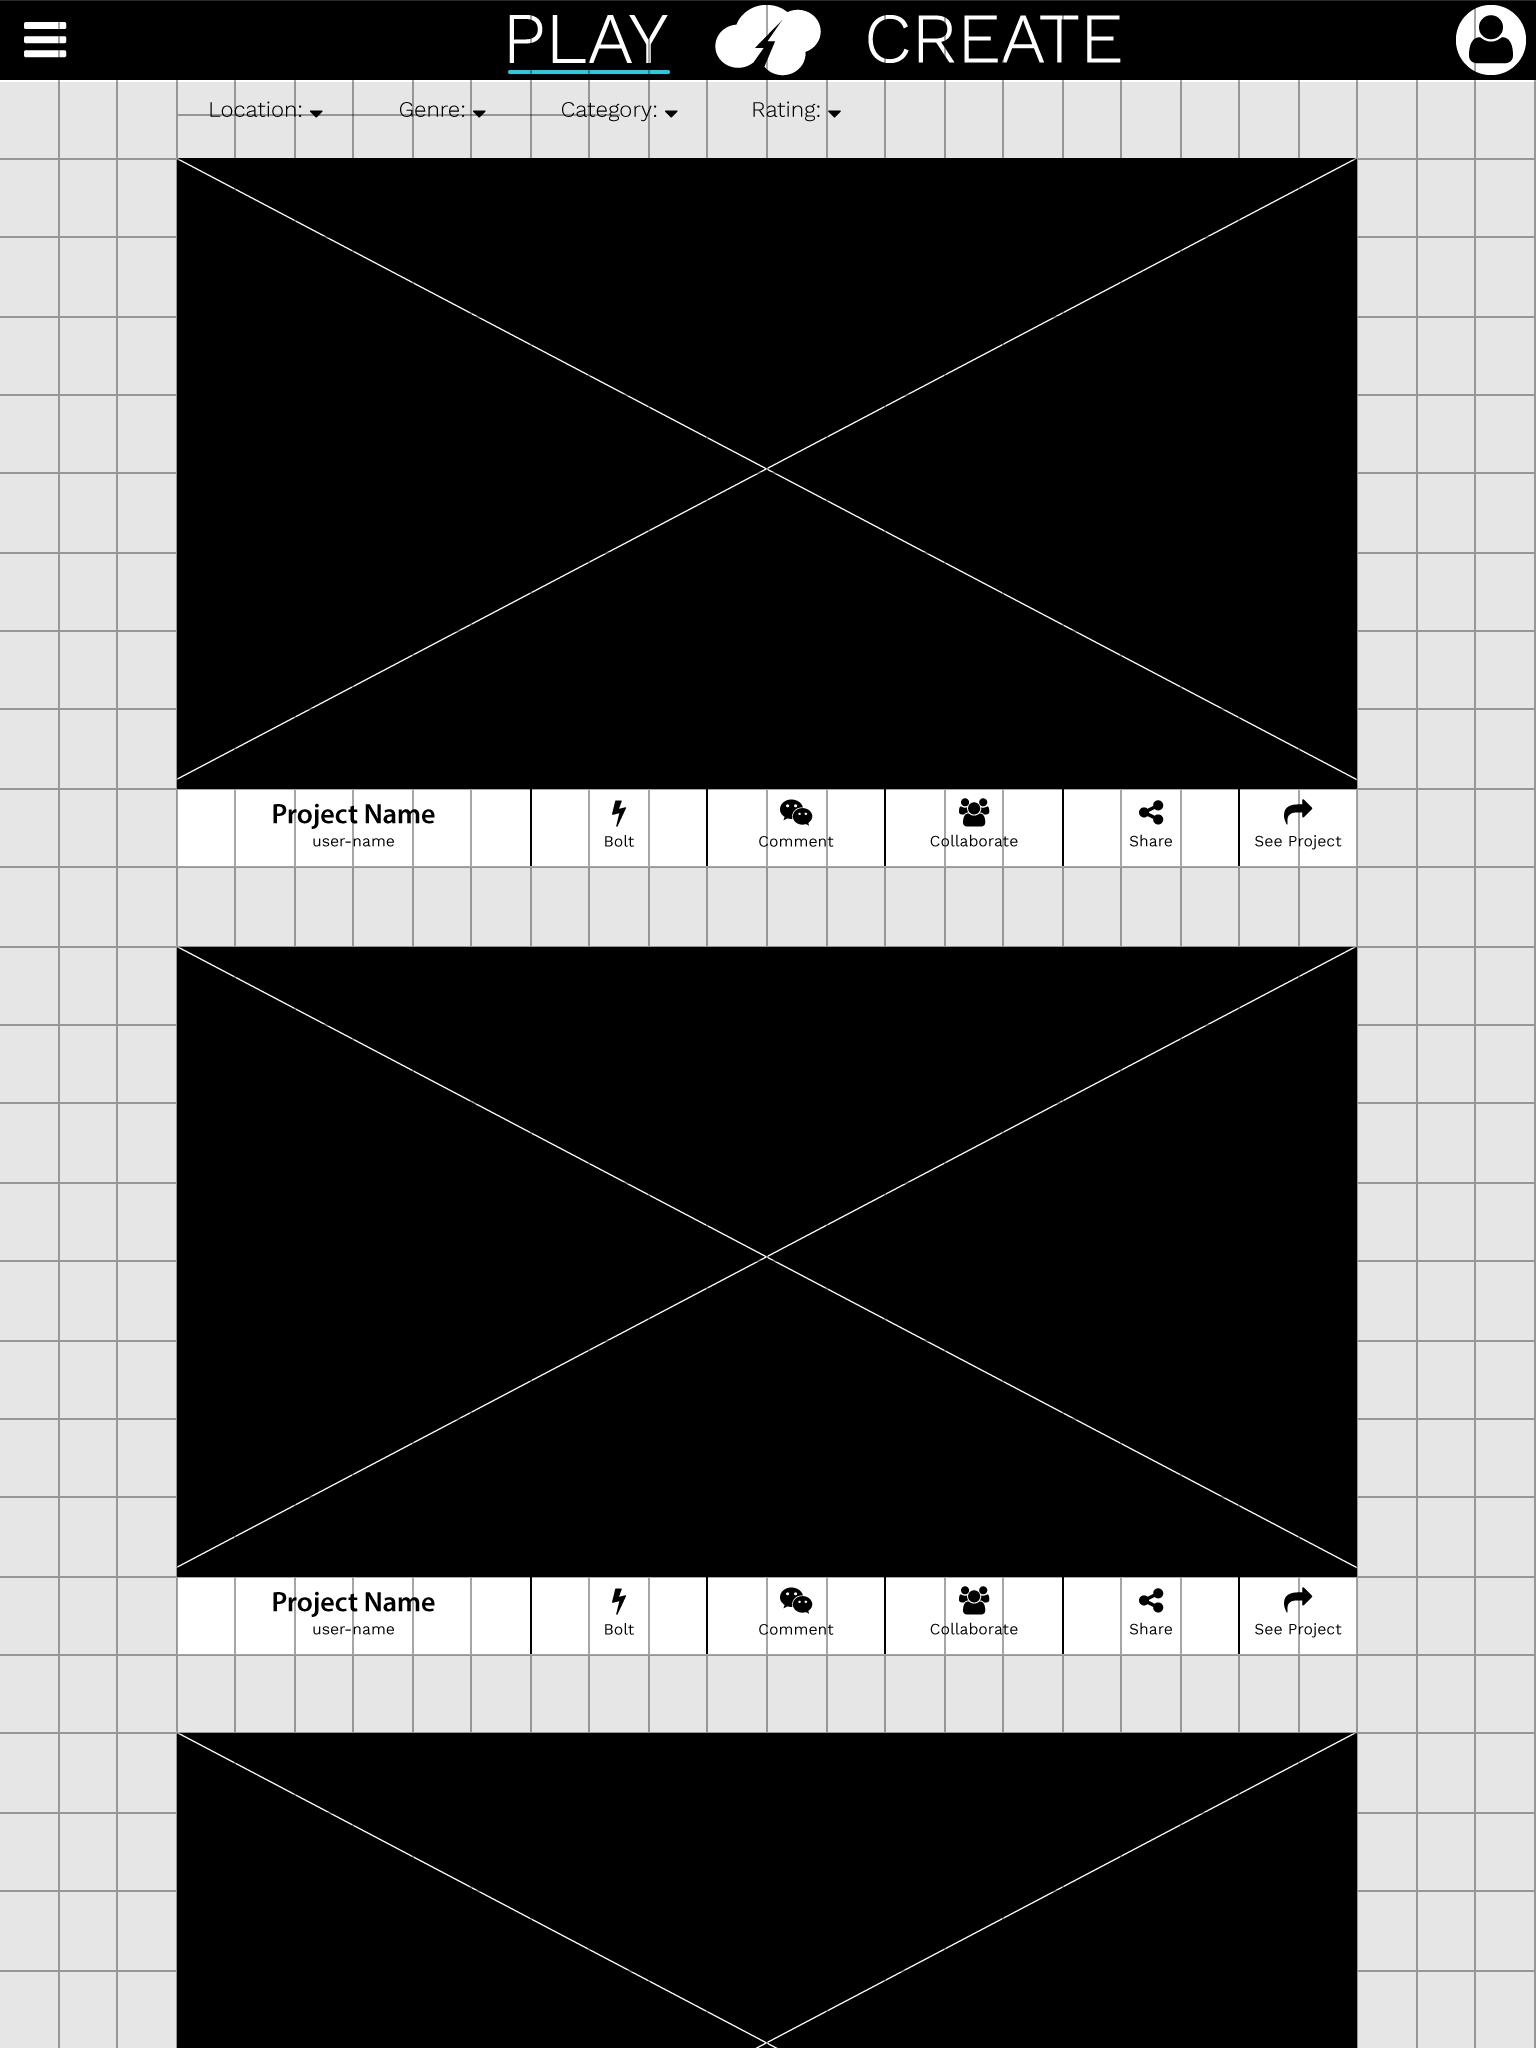 PLAY CREATE
Location: Genre: Category: Rating:
Project Name
user-name
Bolt
Comment
Collaborate
Share
See Project
Project Name
user-name
Bolt
Comment
Collaborate
Share
See Project